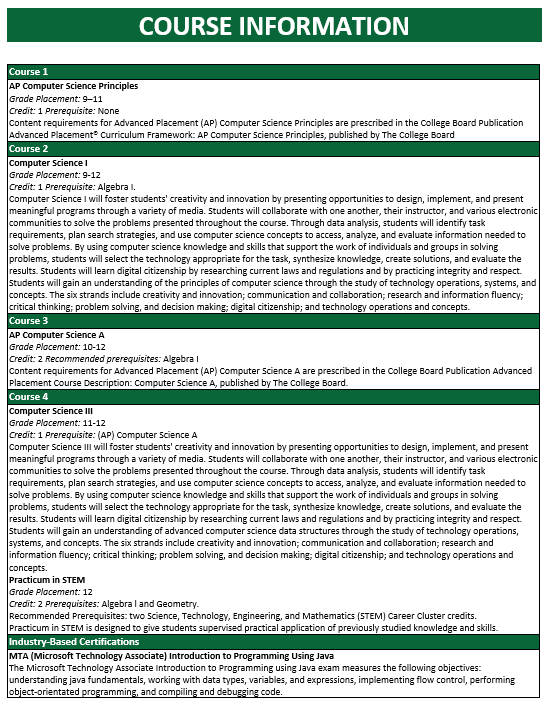 COURSE INFORMATION
Course 1
AP Computer Science Principles
Grade Placement: 9–11
Credit: 1 Prerequisite: None
Content requirements for Advanced Placement (AP) Computer Science Principles are prescribed in the College Board Publication
Advanced Placement® Curriculum Framework: AP Computer Science Principles, published by The College Board
Course 2
Computer Science I
Grade Placement: 9-12
Credit: 1 Prerequisite: Algebra I.
Computer Science I will foster students' creativity and innovation by presenting opportunities to design, implement, and present
meaningful programs through a variety of media. Students will collaborate with one another, their instructor, and various electronic
communities to solve the problems presented throughout the course. Through data analysis, students will identify task
requirements, plan search strategies, and use computer science concepts to access, analyze, and evaluate information needed to
solve problems. By using computer science knowledge and skills that support the work of individuals and groups in solving
problems, students will select the technology appropriate for the task, synthesize knowledge, create solutions, and evaluate the
results. Students will learn digital citizenship by researching current laws and regulations and by practicing integrity and respect.
Students will gain an understanding of the principles of computer science through the study of technology operations, systems, and
concepts. The six strands include creativity and innovation; communication and collaboration; research and information fluency;
critical thinking; problem solving, and decision making; digital citizenship; and technology operations and concepts.
Course 3
AP Computer Science A
Grade Placement: 10-12
Credit: 2 Recommended prerequisites: Algebra I
Content requirements for Advanced Placement (AP) Computer Science A are prescribed in the College Board Publication Advanced
Placement Course Description: Computer Science A, published by The College Board.
Course 4
Computer Science III
Grade Placement: 11-12
Credit: 1 Prerequisite: (AP) Computer Science A
Computer Science III will foster students' creativity and innovation by presenting opportunities to design, implement, and present
meaningful programs through a variety of media. Students will collaborate with one another, their instructor, and various electronic
communities to solve the problems presented throughout the course. Through data analysis, students will identify task
requirements, plan search strategies, and use computer science concepts to access, analyze, and evaluate information needed to
solve problems. By using computer science knowledge and skills that support the work of individuals and groups in solving
problems, students will select the technology appropriate for the task, synthesize knowledge, create solutions, and evaluate the
results. Students will learn digital citizenship by researching current laws and regulations and by practicing integrity and respect.
Students will gain an understanding of advanced computer science data structures through the study of technology operations,
systems, and concepts. The six strands include creativity and innovation; communication and collaboration; research and
information fluency; critical thinking; problem solving, and decision making; digital citizenship; and technology operations and
concepts.
Practicum in STEM
Grade Placement: 12
Credit: 2 Prerequisites: Algebra I and Geometry.
Recommended Prerequisites: two Science, Technology, Engineering, and Mathematics (STEM) Career Cluster credits.
Practicum in STEM is designed to give students supervised practical application of previously studied knowledge and skills.
Industry-Based Certifications
MTA (Microsoft Technology Associate) Introduction to Programming Using Java
The Microsoft Technology Associate Introduction to Programming using Java exam measures the following objectives:
understanding java fundamentals, working with data types, variables, and expressions, implementing flow control, performing
object-orientated programming, and compiling and debugging code.